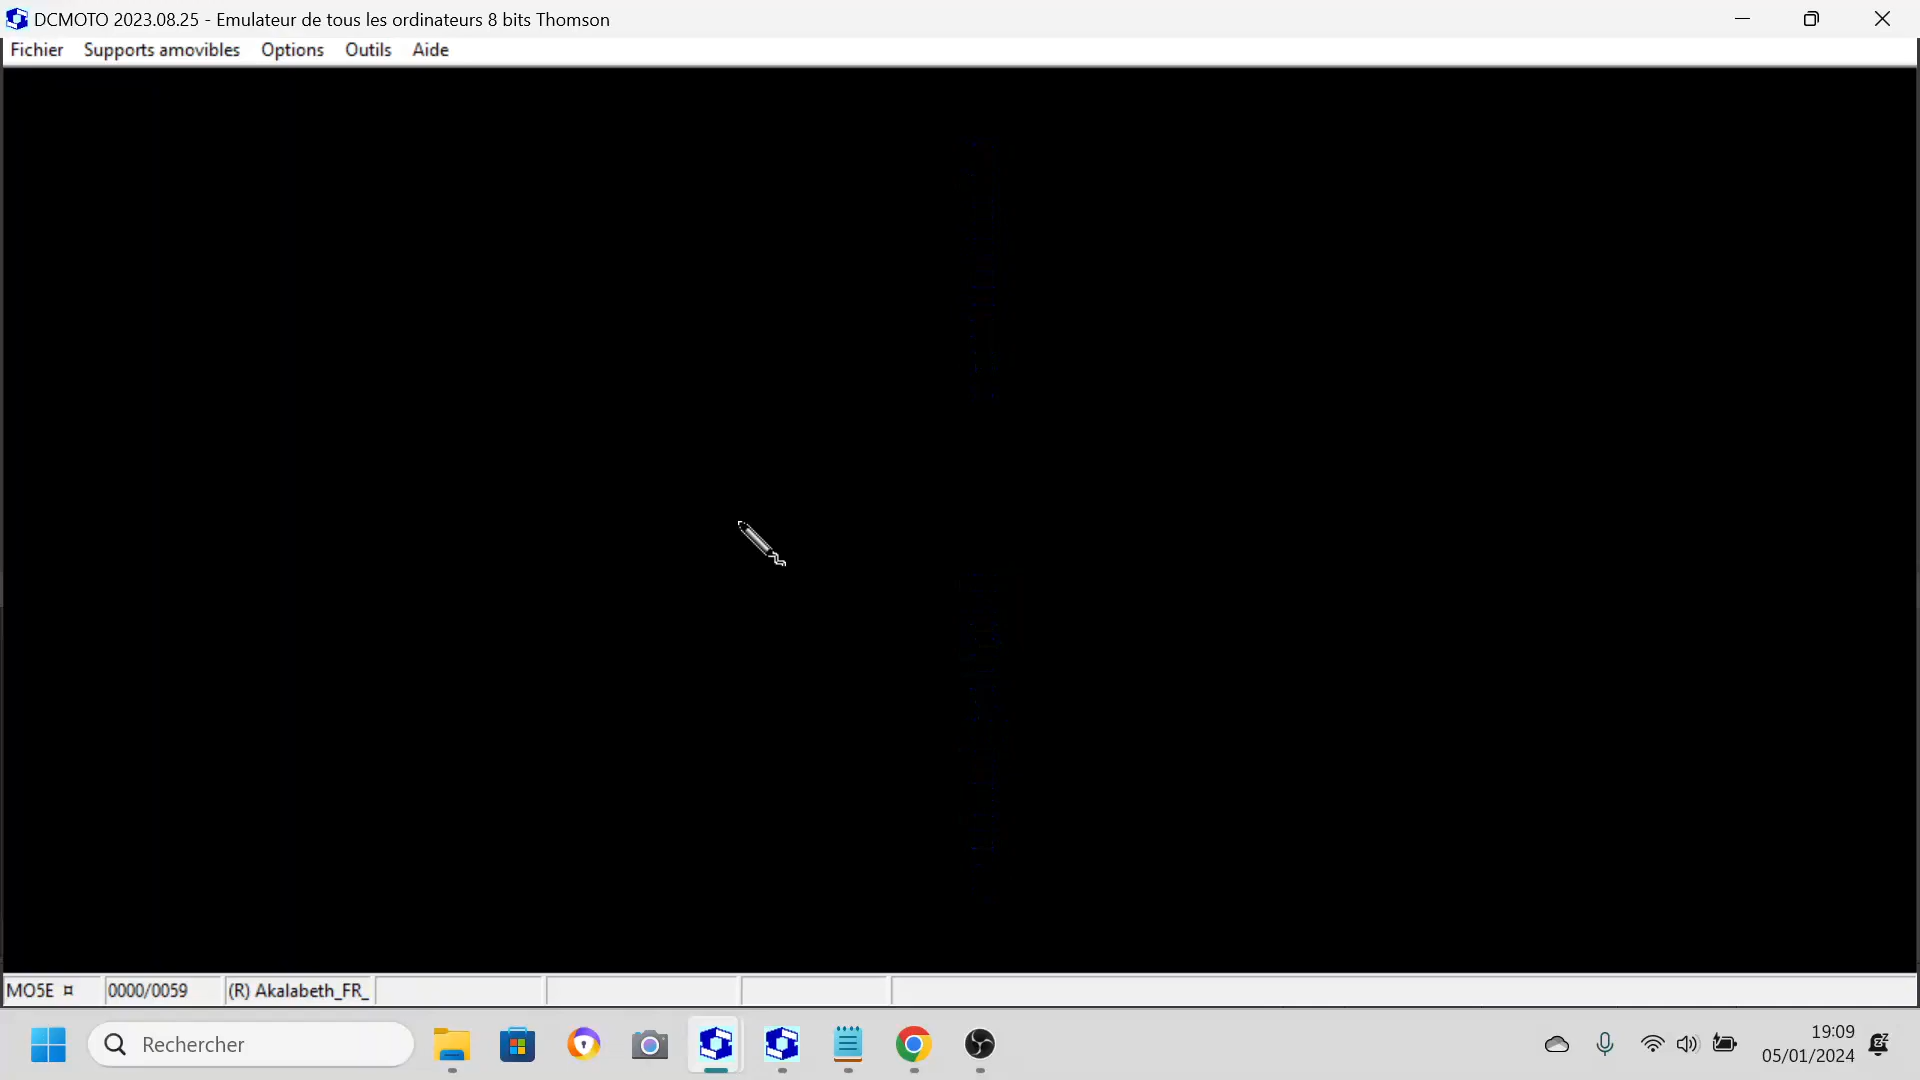 DCMOTO 2023.08.25 - Emulateur de tous les ordinateurs 8 bits Thomson
Fichier Supports amovibles Options Outils Aide
MO5E ¤ 0000/0059 (R) Akalabeth_FR_
Rechercher
19:09
05/01/2024